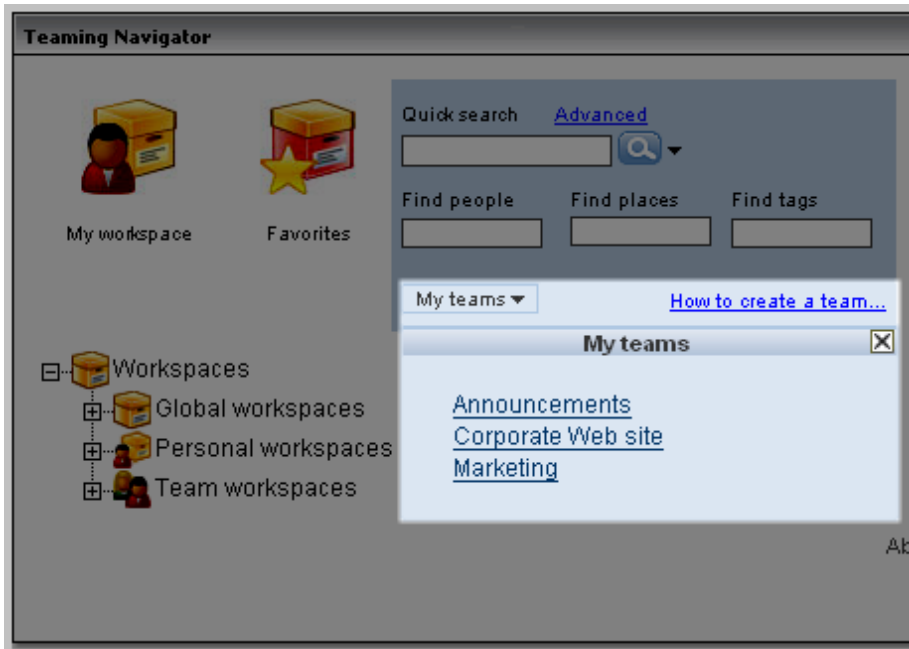 Teaming Navigator
Quick search Advanced
Find people Find places Find tags
My workspace Favorites
My teams How to create a team...
My teams
Workspaces
Global workspaces
Personal workspaces
Team workspaces
Announcements
Corporate Web site
Marketing
Ab